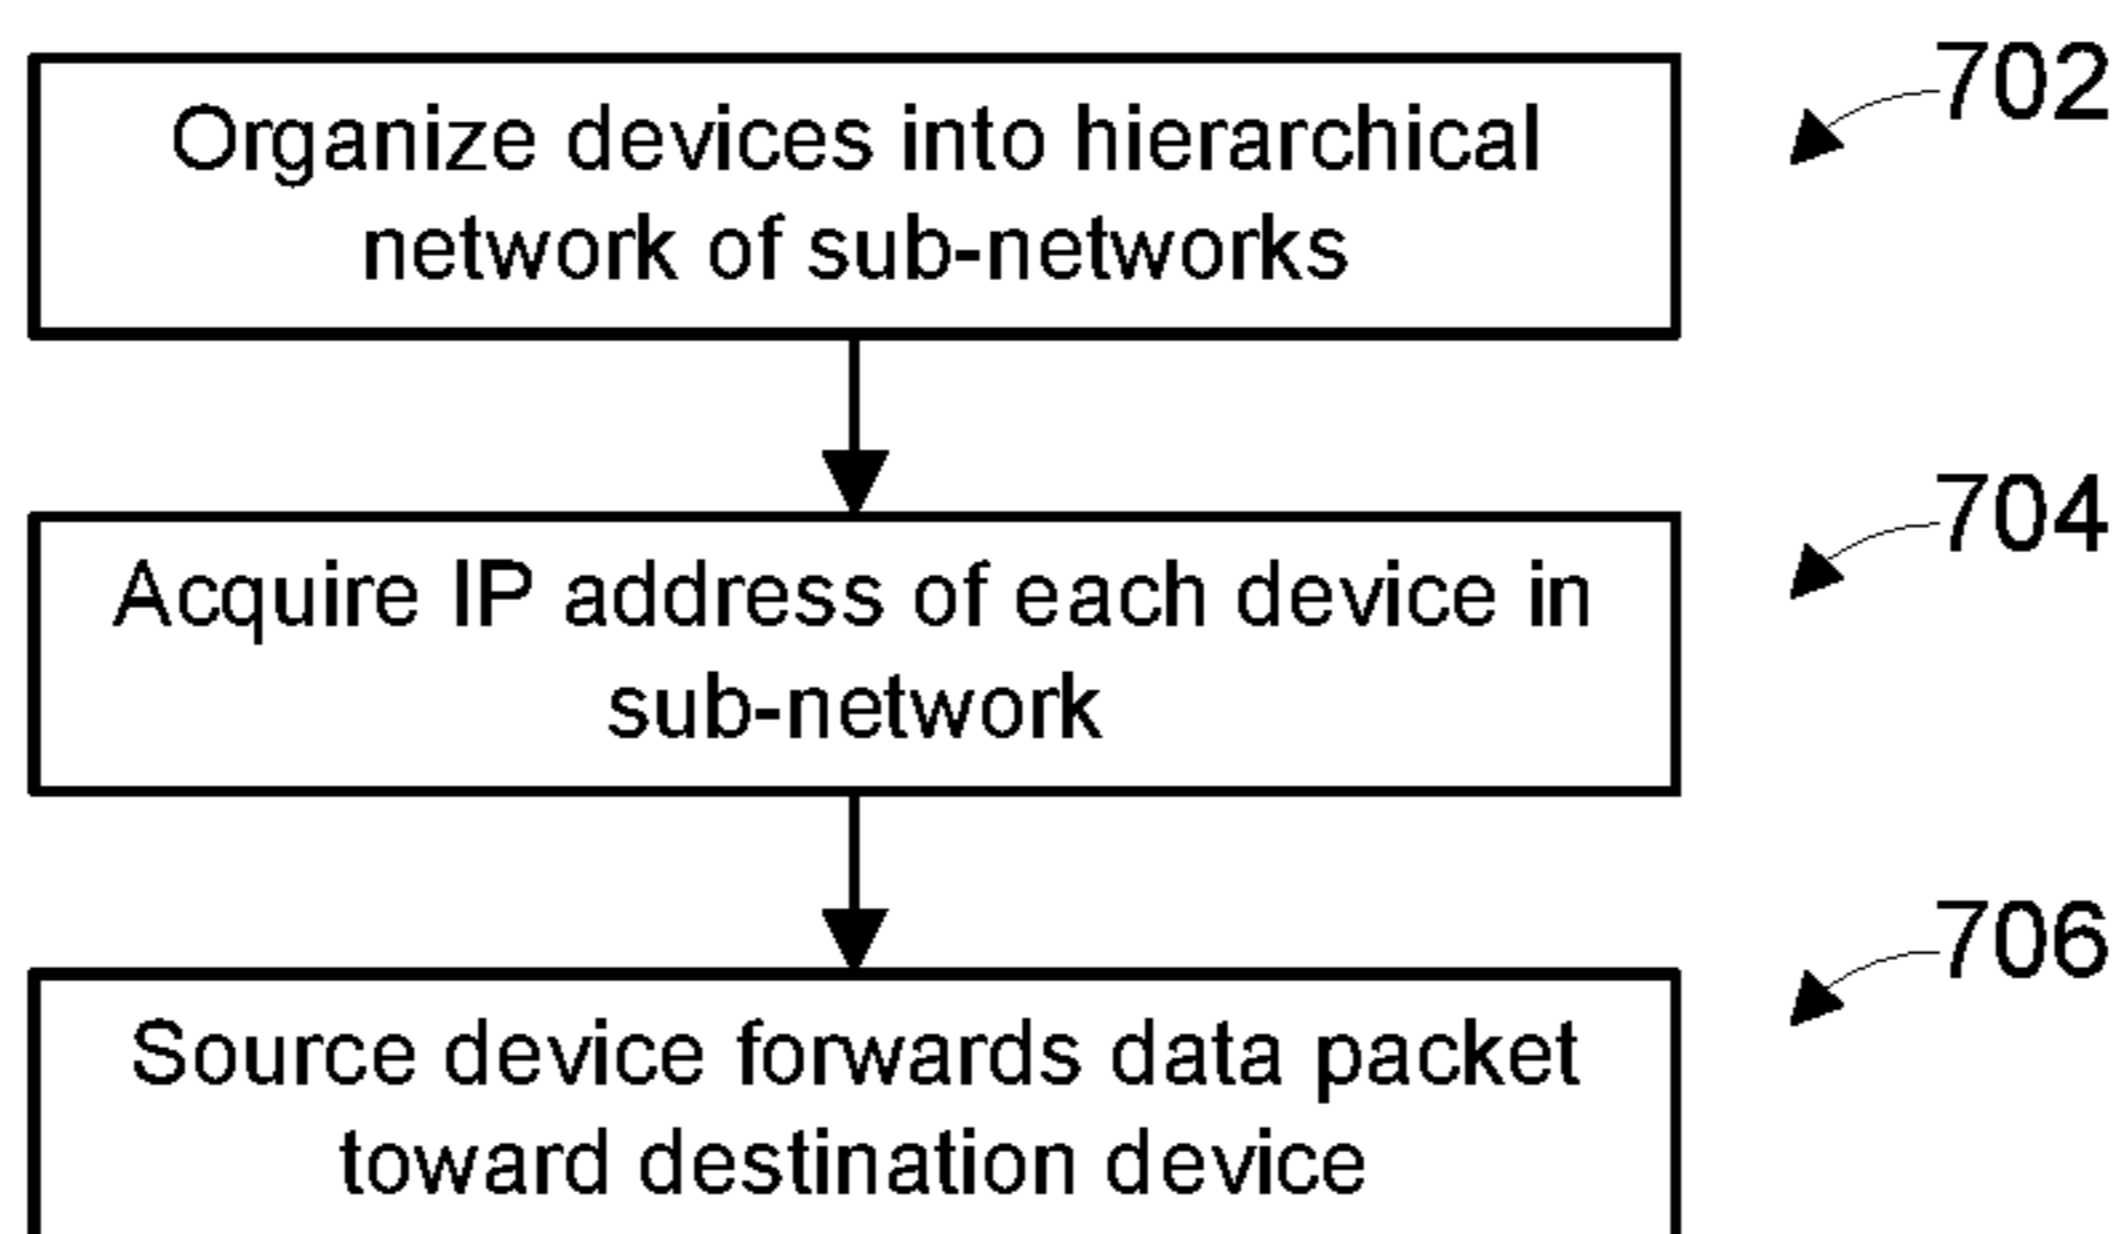 Organize devices into hierarchical
network of sub-networks
702
Acquire IP address of each device in
sub-network
704
Source device forwards data packet
toward destination device
706